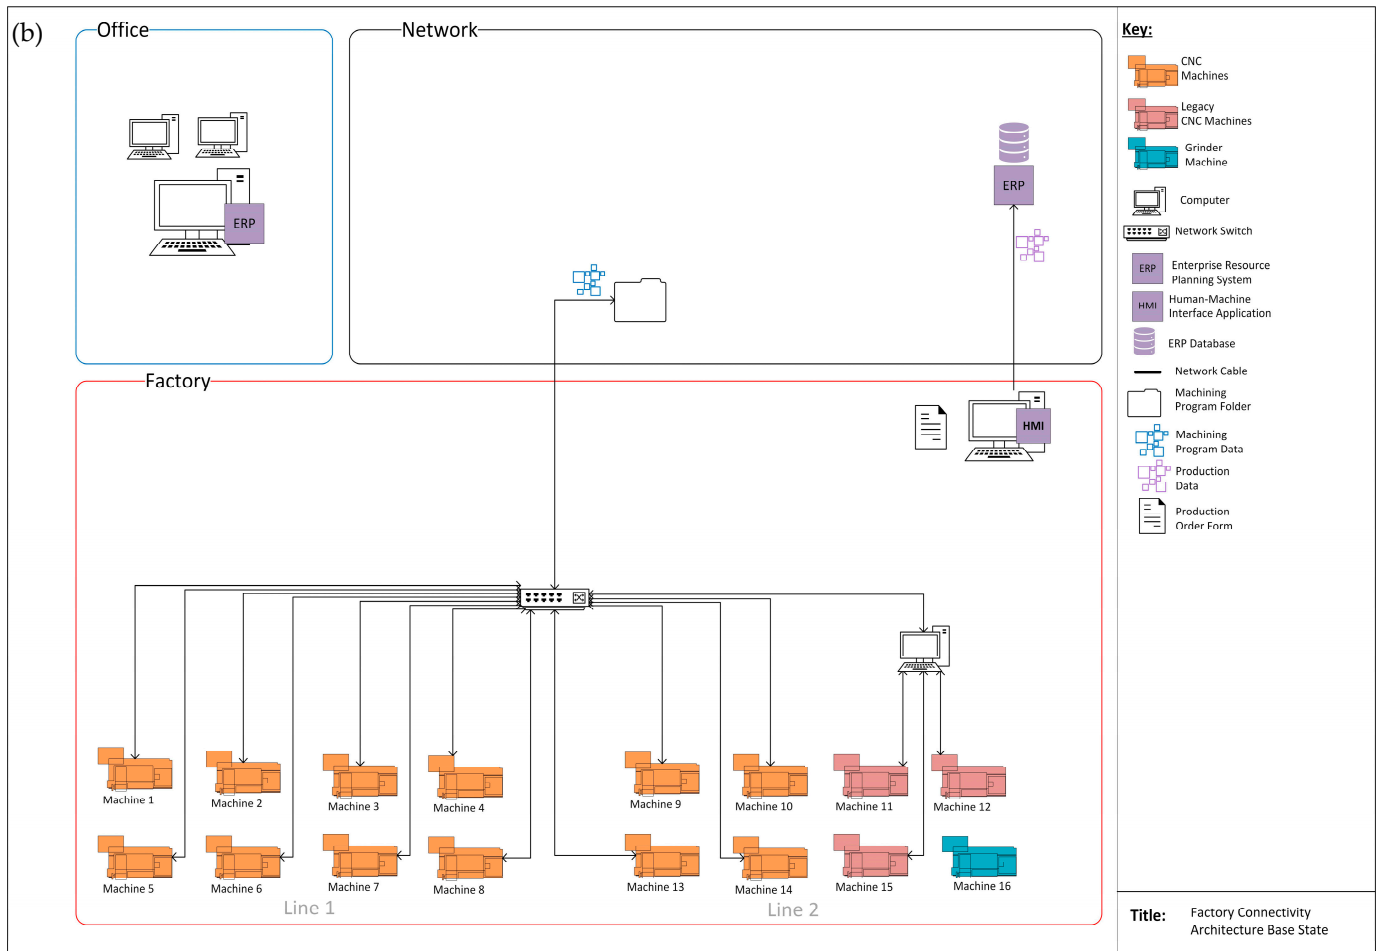 (b)
Office
Network
Key:
CNC
Machines
Legacy
CNC Machines
Grinder
Machine
Computer
Network Switch
ERP
Enterprise Resource
Planning System
HMI
Human-Machine
Interface Application
ERP Database
Network Cable
Machining
Program Folder
Machining
Program Data
Production
Data
Production
Order Form
ERP
ERP
Factory
HMI
Machine 1
Machine 2
Machine 3
Machine 4
Machine 9
Machine 10
Machine 11
Machine 12
Machine 5
Machine 6
Machine 7
Machine 8
Machine 13
Machine 14
Machine 15
Machine 16
Line 1
Line 2
Title:
Factory Connectivity
Architecture Base State